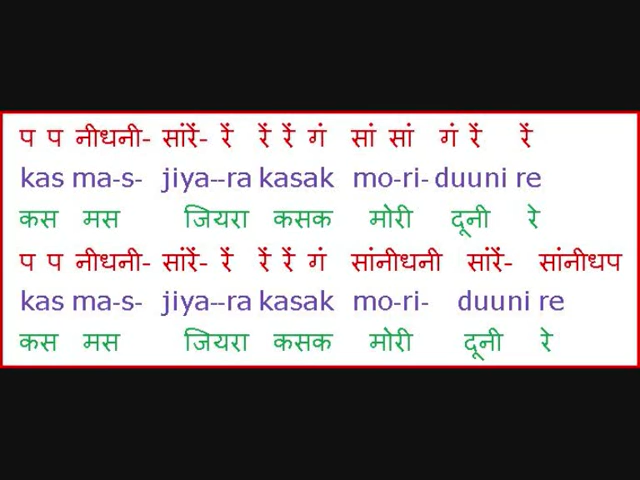 प प नीधनी- सांरें- रें रें रें गं सां सां गं रें रें
kas ma-s- jiya--ra kasak mo-ri- duuni re
कस मस जियरा कसक मोरी दूनी रे
प प नीधनी- सांरें- रें रें रें गं सांनीधनी सांरें- सांनीधप
kas ma-s- jiya--ra kasak mo-ri- duuni re
कस मस जियरा कसक मोरी दूनी रे